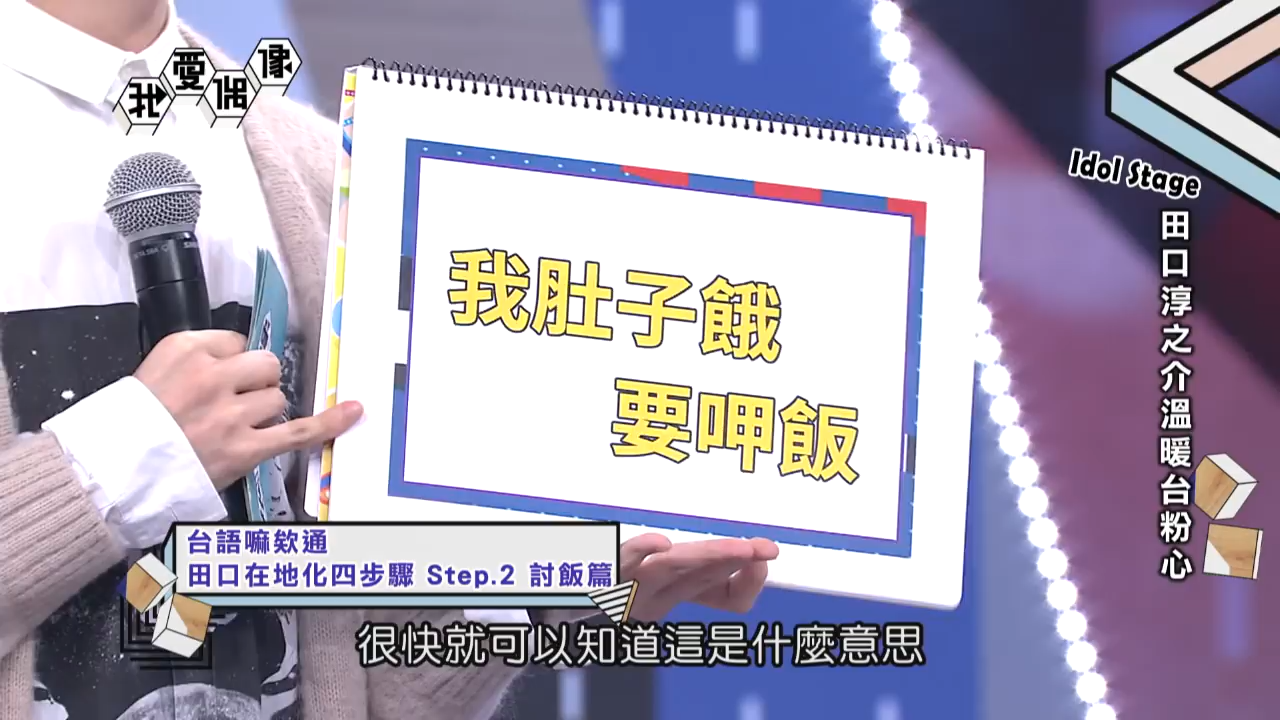 我愛偶像
Idol Stage
田口淳之介溫暖台粉心
我肚子餓
要呷飯
台語嘛欸通
田口在地化四步驟 Step.2 討飯篇
很快就可以知道這是什麼意思